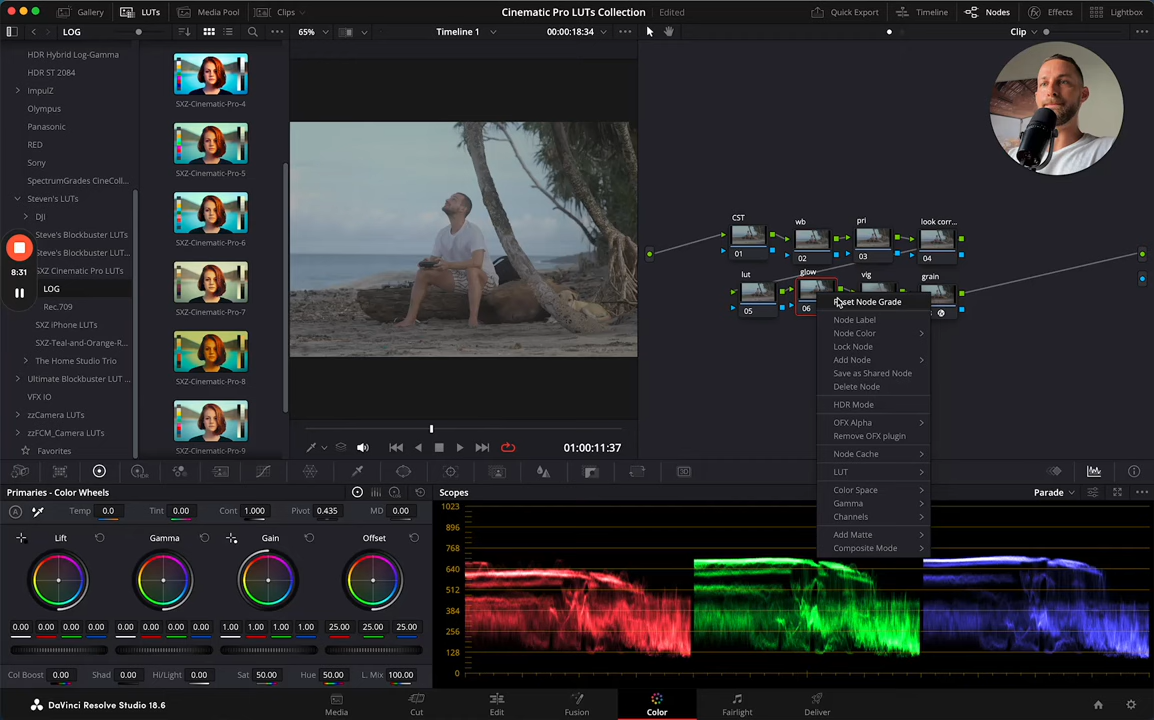 Gallery
LUTs
Media Pool
Clips
Cinematic Pro LUTs Collection
Edited
Quick Export
Timeline
Nodes
Effects
Lightbox
LOG
65%
Timeline 1
00:00:18:34
Clip
HDR Hybrid Log-Gamma
HDR ST 2084
ImpulZ
Olympus
Panasonic
RED
Sony
SpectrumGrades CineColl...
Steven's LUTs
DJI
Steve's Blockbuster LUTs
Steve's Blockbuster LUTs
SXZ Cinematic Pro LUTs
LOG
Rec.709
SXZ iPhone LUTs
SXZ-Teal-and-Orange-R...
The Home Studio Trio
Ultimate Blockbuster LUT ...
VFX IO
zzCamera LUTs
zzFCM_Camera LUTs
Favorites
8:31
SXZ-Cinematic-Pro-4
SXZ-Cinematic-Pro-5
SXZ-Cinematic-Pro-6
SXZ-Cinematic-Pro-7
SXZ-Cinematic-Pro-8
SXZ-Cinematic-Pro-9
01:00:11:37
CST
wb
pri
look corr...
01
02
03
04
lut
glow
vig
grain
05
06
Reset Node Grade
Node Label
Node Color
Lock Node
Add Node
Save as Shared Node
Delete Node
HDR Mode
OFX Alpha
Remove OFX plugin
Node Cache
LUT
Color Space
Gamma
Channels
Add Matte
Composite Mode
Primaries - Color Wheels
Temp 0.0
Tint 0.00
Cont 1.000
Pivot 0.435
MD 0.00
Lift
Gamma
Gain
Offset
0.00 0.00 0.00 0.00
0.00 0.00 0.00 0.00
1.00 1.00 1.00 1.00
25.00 25.00 25.00
Col Boost 0.00
Shad 0.00
Hi/Light 0.00
Sat 50.00
Hue 50.00
L. Mix 100.00
Scopes
Parade
1023
896
768
640
512
384
256
128
0
DaVinci Resolve Studio 18.6
Media
Cut
Edit
Fusion
Color
Fairlight
Deliver